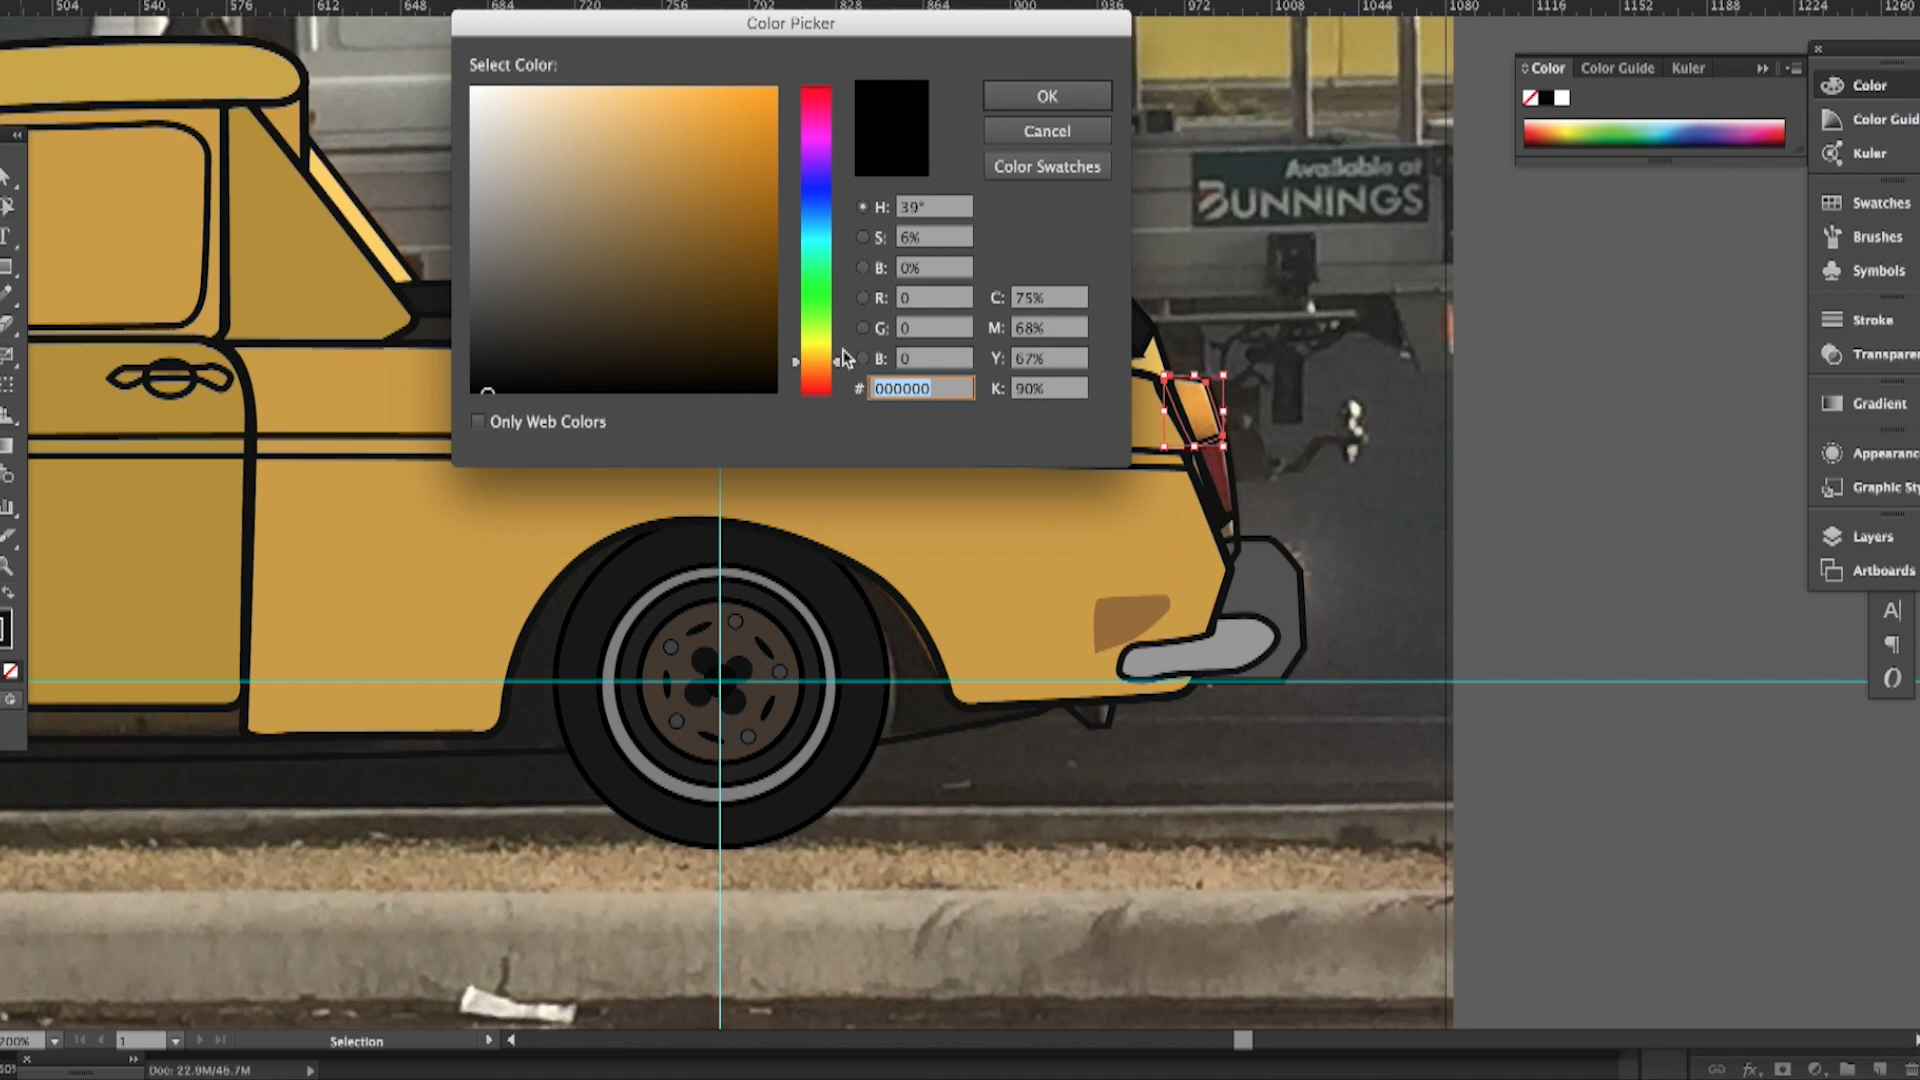 504 540 576 612 648 684 720 756 792 828 864 900 936 972 1008 1044 1080 1116 1152 1188 1224 1260
Color Picker
Select Color:
OK
Cancel
Color Swatches
H: 39°
S: 6%
B: 0%
R: 0
G: 0
B: 0
# 000000
C: 75%
M: 68%
Y: 67%
K: 90%
Only Web Colors
Available at
BUNNINGS
Color Color Guide Kuler
Color
Color Guid
Kuler
Swatches
Brushes
Symbols
Stroke
Transparen
Gradient
Appearanc
Graphic Sty
Layers
Artboards
200% 1 Selection
Doc: 22.9M/46.7M